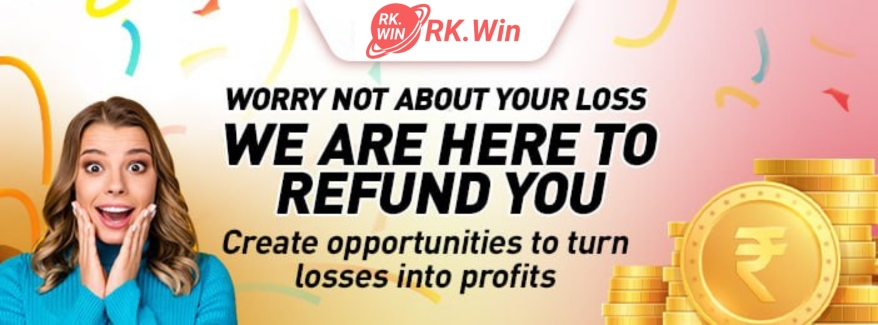 RK.
WIN
RK.Win
WORRY NOT ABOUT YOUR LOSS
WE ARE HERE TO
REFUND YOU
Create opportunities to turn
losses into profits
₹